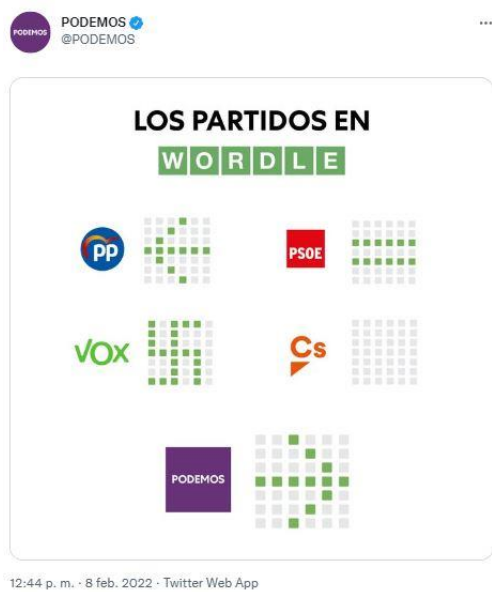 PODEMOS
PODEMOS
@PODEMOS
LOS PARTIDOS EN
WORDLE
PP
PSOE
VOX
Cs
PODEMOS
12:44 p. m. · 8 feb. 2022 · Twitter Web App